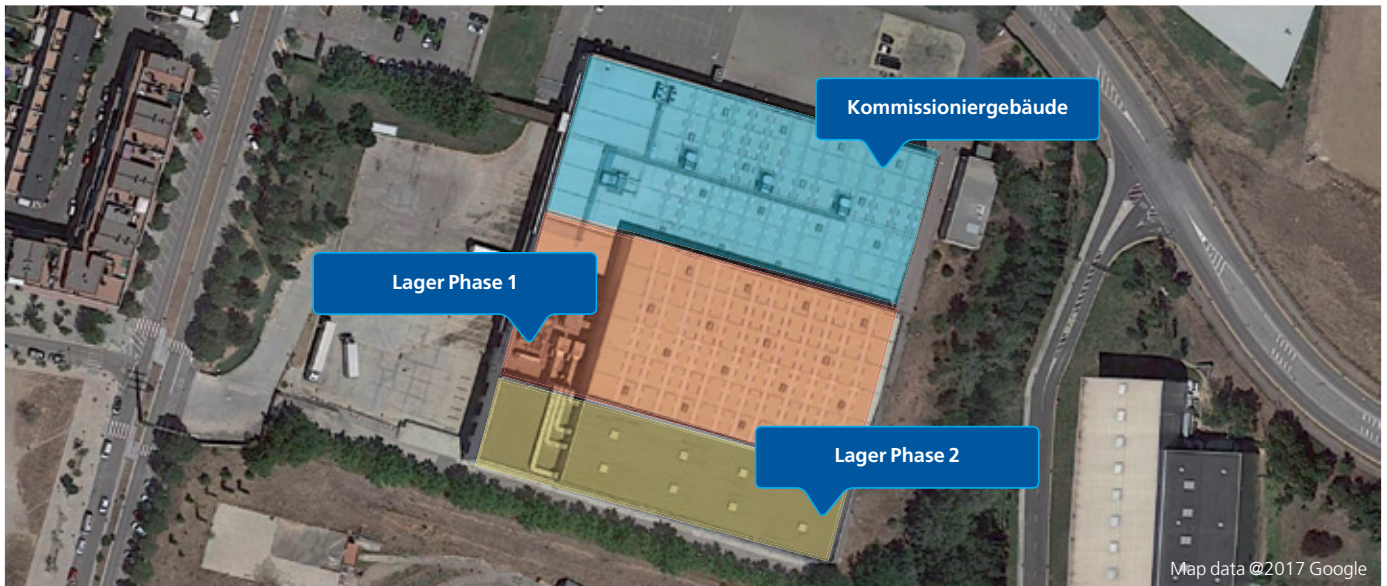 Kommissioniergebäude
Lager Phase 1
Lager Phase 2
Map data @2017 Google